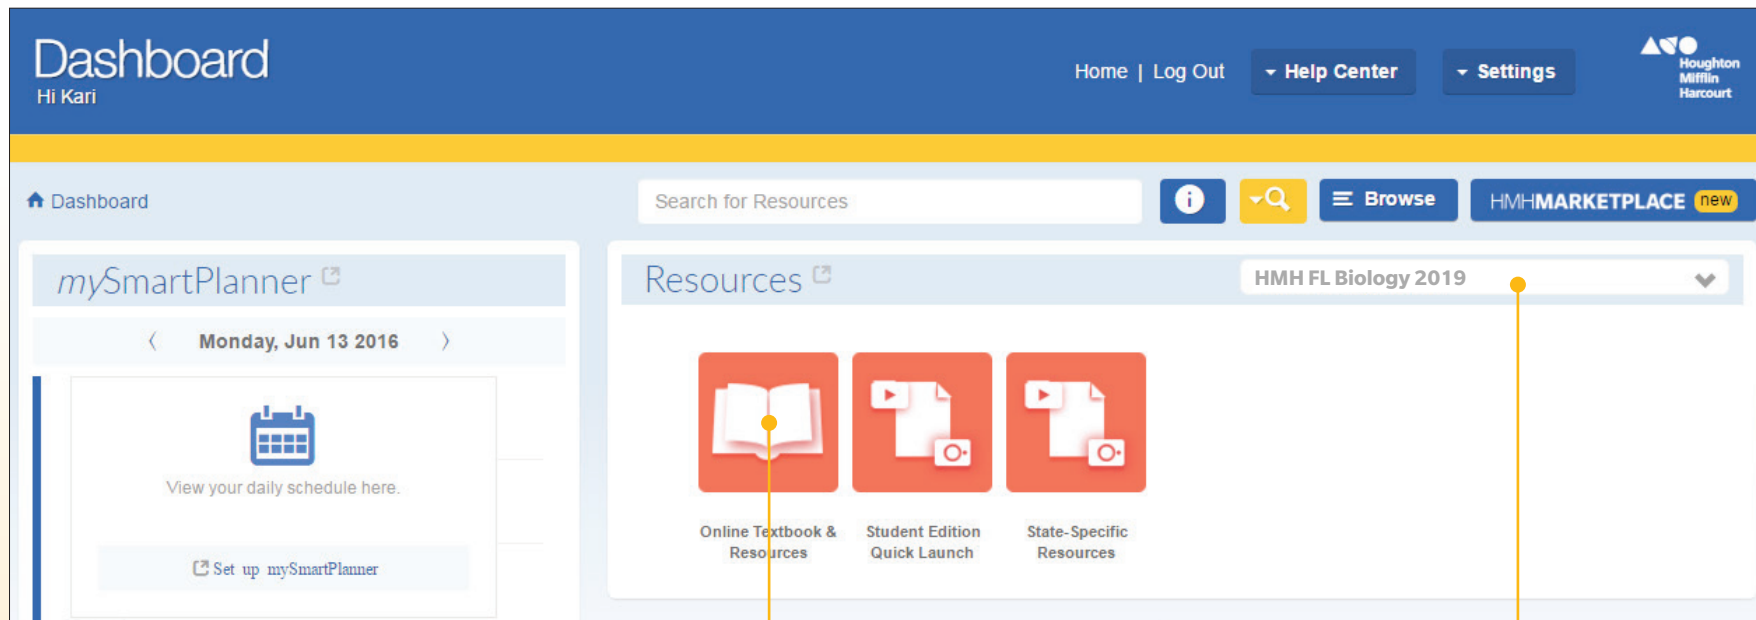 Dashboard
Hi Kari
Home | Log Out
Help Center
Settings
Houghton
Mifflin
Harcourt
Dashboard
Search for Resources
i
Browse
HMHMARKETPLACE new
mySmartPlanner
Monday, Jun 13 2016
View your daily schedule here.
Set up mySmartPlanner
Resources
HMH FL Biology 2019
Online Textbook &
Resources
Student Edition
Quick Launch
State-Specific
Resources